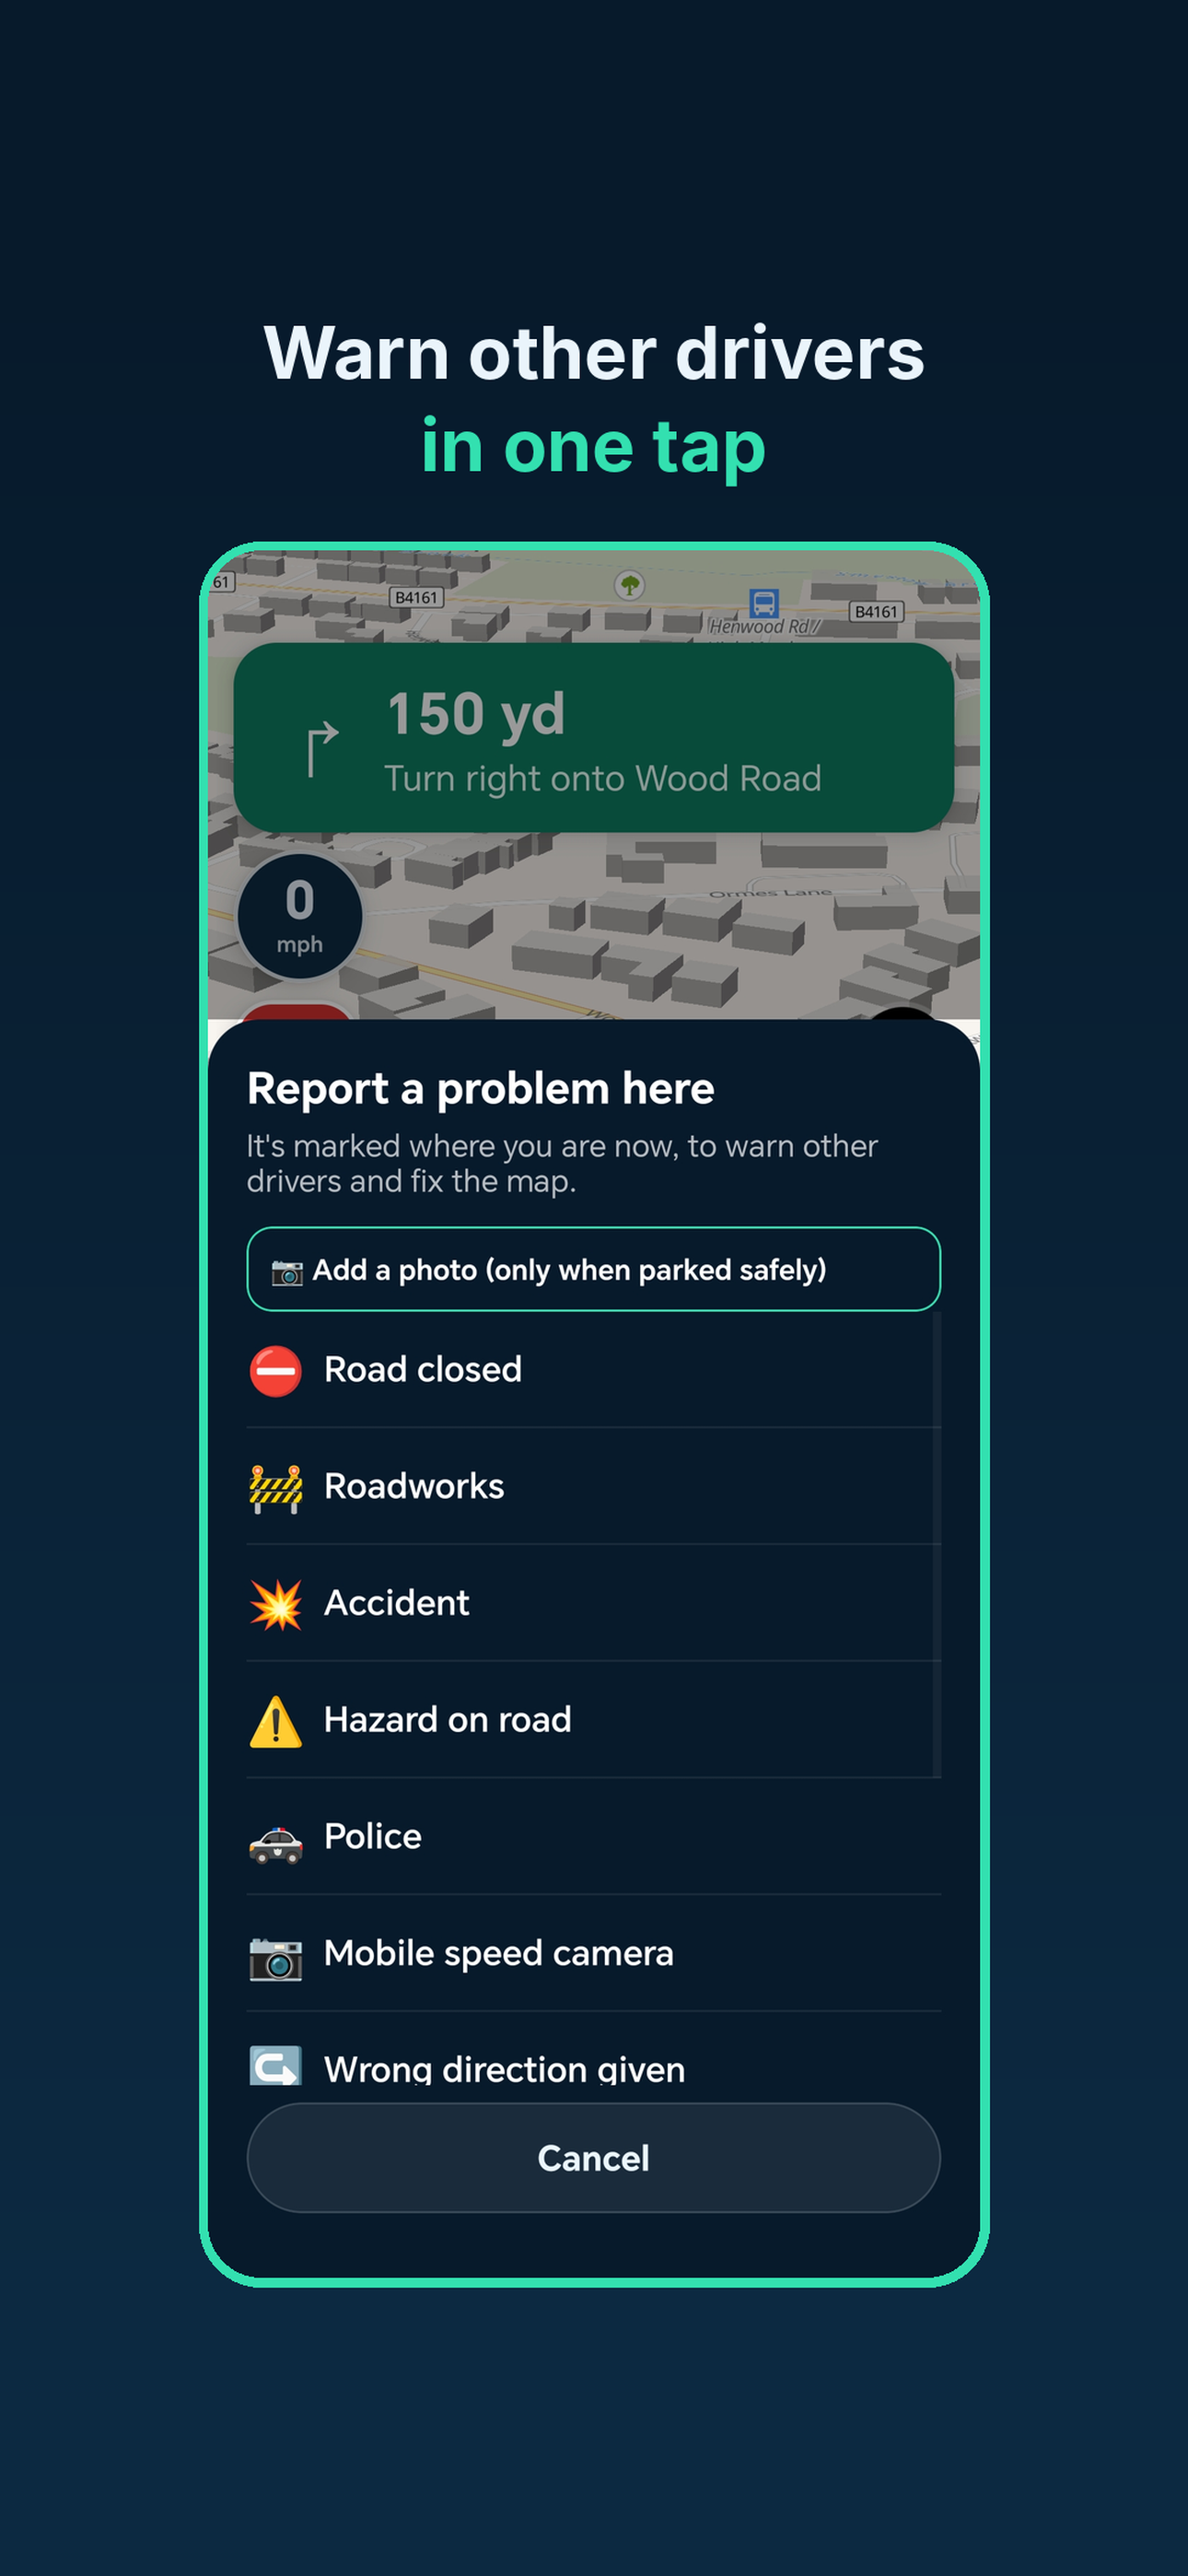 Warn other drivers
in one tap
61
B4161
B4161
Henwood Rd/
150 yd
Turn right onto Wood Road
Ormes Lane
0
mph
Report a problem here
It's marked where you are now, to warn other
drivers and fix the map.
Add a photo (only when parked safely)
Road closed
Roadworks
Accident
Hazard on road
Police
Mobile speed camera
Wrong direction given
Cancel